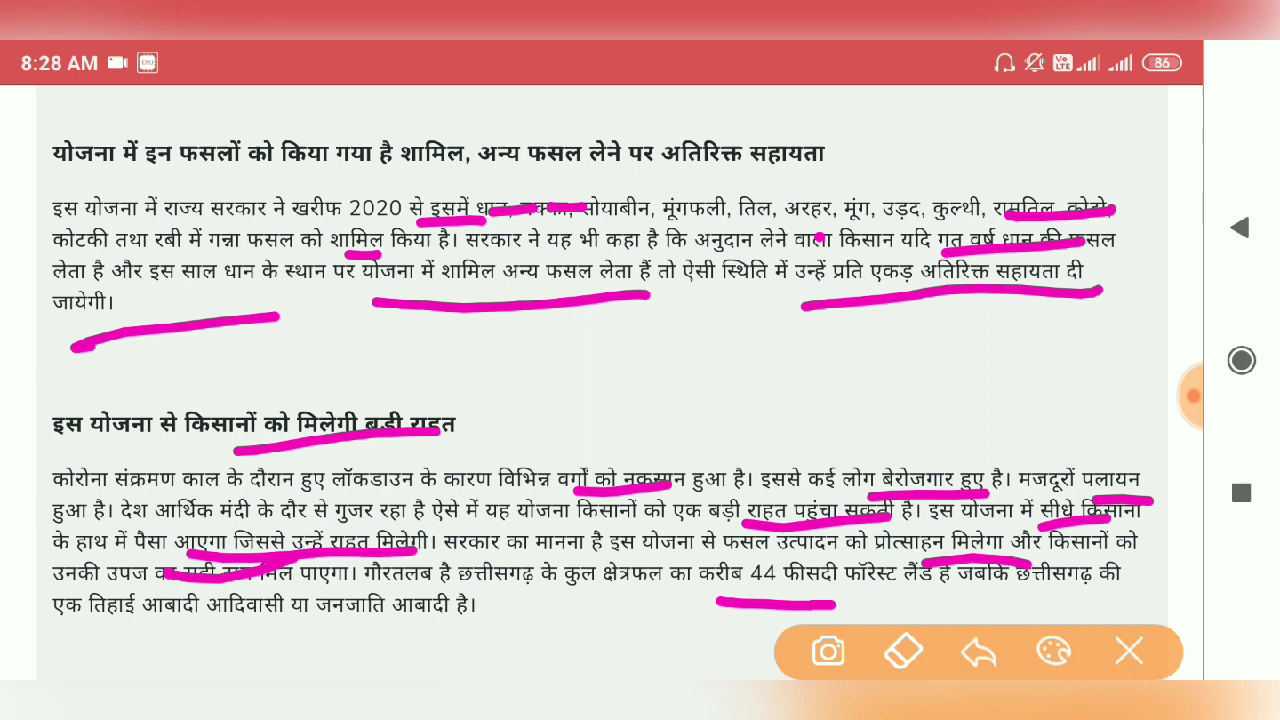 8:28 AM
CPU
Vo LTE
86
योजना में इन फसलों को किया गया है शामिल, अन्य फसल लेने पर अतिरिक्त सहायता
इस योजना में राज्य सरकार ने खरीफ 2020 से इसमें धान, मक्का, सोयाबीन, मूंगफली, तिल, अरहर, मूंग, उड़द, कुल्थी, रामतिल, कोदो,
कोटकी तथा रबी में गन्ना फसल को शामिल किया है। सरकार ने यह भी कहा है कि अनुदान लेने वाला किसान यदि गत वर्ष धान की फसल
लेता है और इस साल धान के स्थान पर योजना में शामिल अन्य फसल लेता हैं तो ऐसी स्थिति में उन्हें प्रति एकड़ अतिरिक्त सहायता दी
जायेगी।
इस योजना से किसानों को मिलेगी बड़ी राहत
कोरोना संक्रमण काल के दौरान हुए लॉकडाउन के कारण विभिन्न वर्गों को नुकसान हुआ है। इससे कई लोग बेरोजगार हुए है। मजदूरों पलायन
हुआ है। देश आर्थिक मंदी के दौर से गुजर रहा है ऐसे में यह योजना किसानों को एक बड़ी राहत पहुंचा सकती है। इस योजना में सीधे किसानों
के हाथ में पैसा आएगा जिससे उन्हें राहत मिलेगी। सरकार का मानना है इस योजना से फसल उत्पादन को प्रोत्साहन मिलेगा और किसानों को
उनकी उपज का सही दाम मिल पाएगा। गौरतलब है छत्तीसगढ़ के कुल क्षेत्रफल का करीब 44 फीसदी फॉरेस्ट लैंड है जबकि छत्तीसगढ़ की
एक तिहाई आबादी आदिवासी या जनजाति आबादी है।